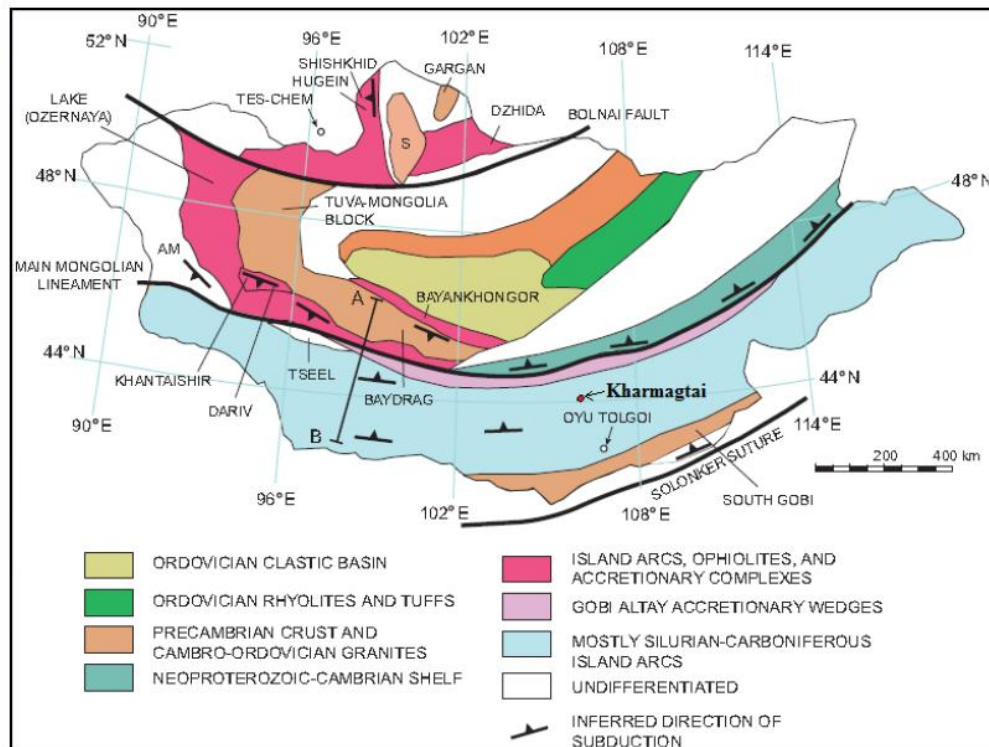 90°E
52°N
96°E
102°E
108°E
114°E
SHISHKHID
HUGEIN
GARGAN
TES-CHEM
LAKE
(OZERNAYA)
DZHIDA
BOLNAI FAULT
S
48°N
48°N
TUVA-MONGOLIA
BLOCK
AM
MAIN MONGOLIAN
LINEAMENT
A
BAYANKHONGOR
44°N
TSEEL
KHANTAISHIR
BAYDRAG
DARIV
Kharmagtai
44°N
OYU TOLGOI
B
90°E
114°E
0 200 400 km
SOLONKER SUTURE
96°E
SOUTH GOBI
102°E
108°E
ORDOVICIAN CLASTIC BASIN
ORDOVICIAN RHYOLITES AND TUFFS
PRECAMBRIAN CRUST AND
CAMBRO-ORDOVICIAN GRANITES
NEOPROTEROZOIC-CAMBRIAN SHELF
ISLAND ARCS, OPHIOLITES, AND
ACCRETIONARY COMPLEXES
GOBI ALTAY ACCRETIONARY WEDGES
MOSTLY SILURIAN-CARBONIFEROUS
ISLAND ARCS
UNDIFFERENTIATED
INFERRED DIRECTION OF
SUBDUCTION